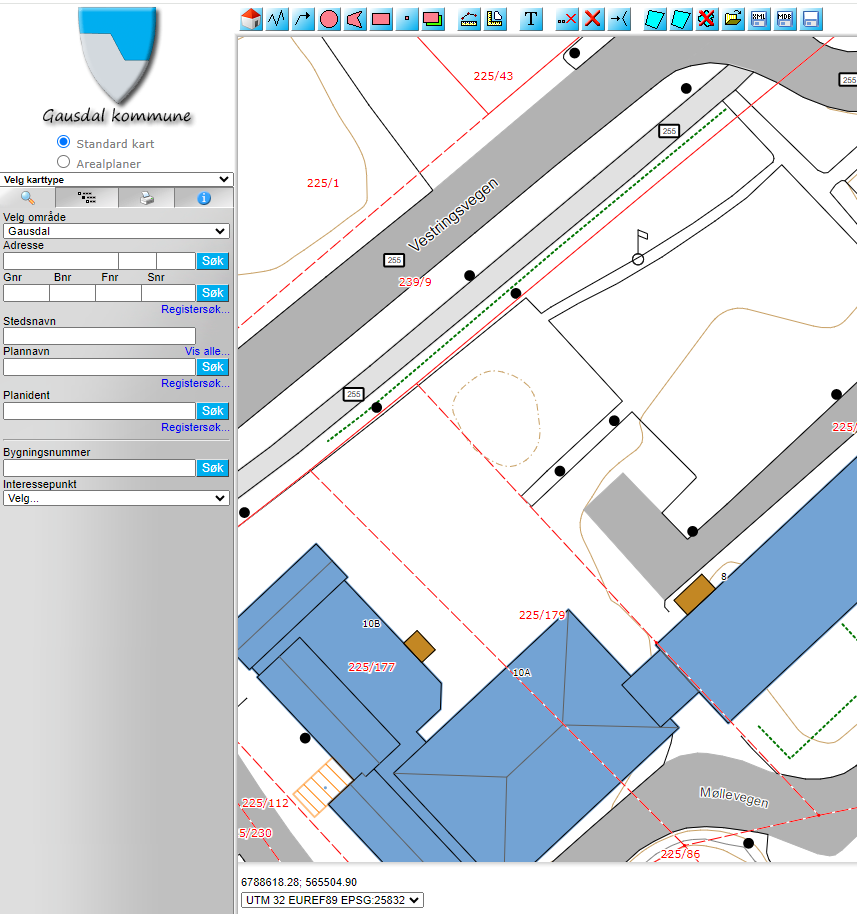 Gausdal kommune
Standard kart
Arealplaner
Velg karttype
Velg område
Gausdal
Adresse
Søk
Gnr Bnr Fnr Snr
Søk
Registersøk...
Stedsnavn
Plannavn Vis alle...
Søk
Registersøk...
Planident
Søk
Registersøk...
Bygningsnummer
Søk
Interessepunkt
Velg...
T
XML
MDB
225/43
255
255
225/1
Vestringsvegen
255
239/9
255
225/
8
225/179
10B
225/177
10A
225/112
Møllevegen
5/230
225/86
6788618.28; 565504.90
UTM 32 EUREF89 EPSG:25832